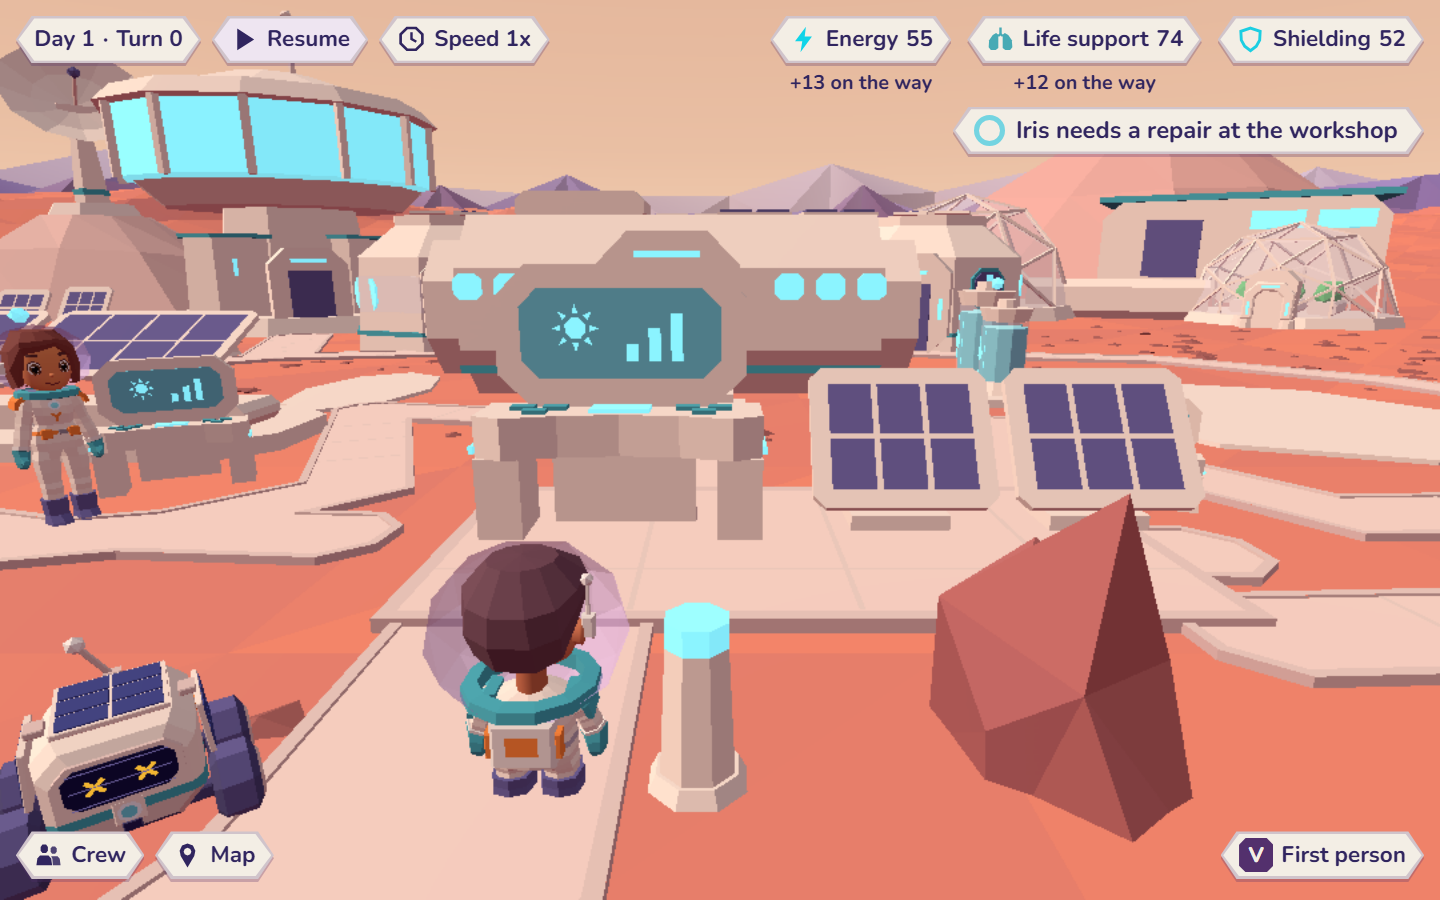 Day 1 · Turn 0
Resume
Speed 1x
Energy 55
Life support 74
Shielding 52
+13 on the way
+12 on the way
Iris needs a repair at the workshop
Crew
Map
V First person